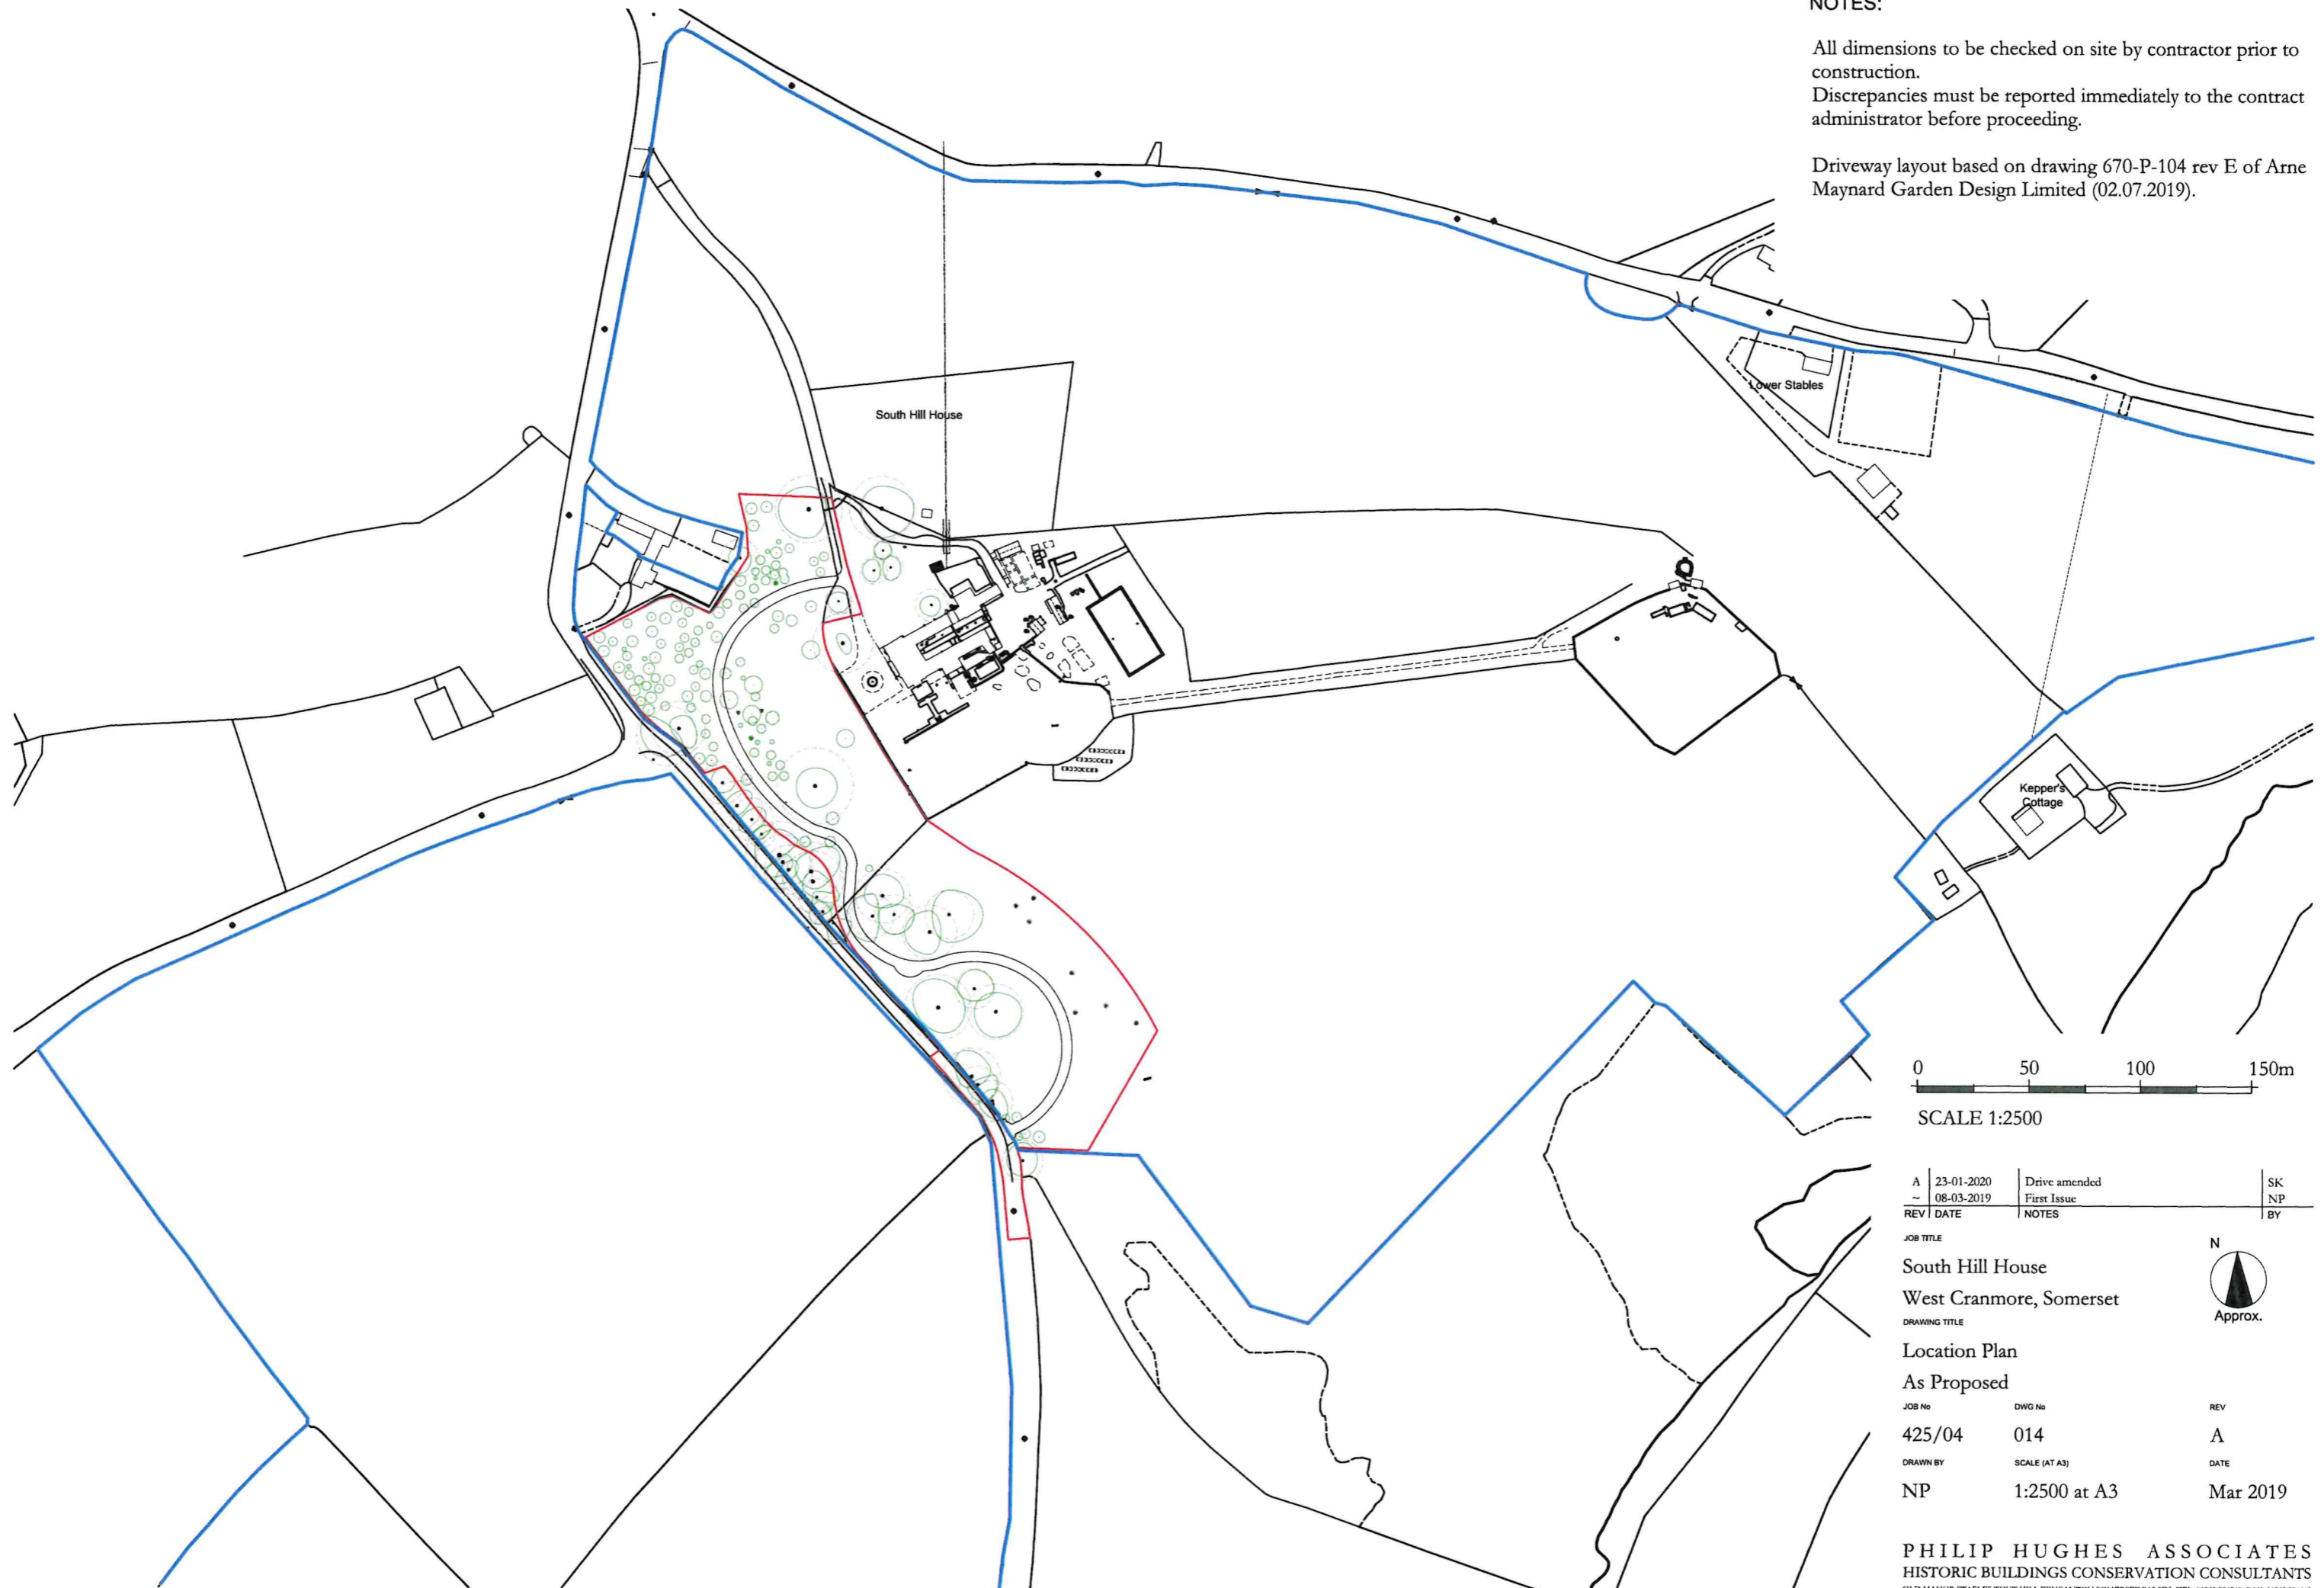 NOTES:
All dimensions to be checked on site by contractor prior to
construction.
Discrepancies must be reported immediately to the contract
administrator before proceeding.
Driveway layout based on drawing 670-P-104 rev E of Arne
Maynard Garden Design Limited (02.07.2019).
South Hill House
Lower Stables
Kepper's
Cottage
0 50 100 150m
SCALE 1:2500
A 23-01-2020 Drive amended SK
~ 08-03-2019 First Issue NP
REV DATE NOTES BY
JOB TITLE
South Hill House
West Cranmore, Somerset
N
Approx.
DRAWING TITLE
Location Plan
As Proposed
JOB No DWG No REV
425/04 014 A
DRAWN BY SCALE (AT A3) DATE
NP 1:2500 at A3 Mar 2019
PHILIP HUGHES ASSOCIATES
HISTORIC BUILDINGS CONSERVATION CONSULTANTS